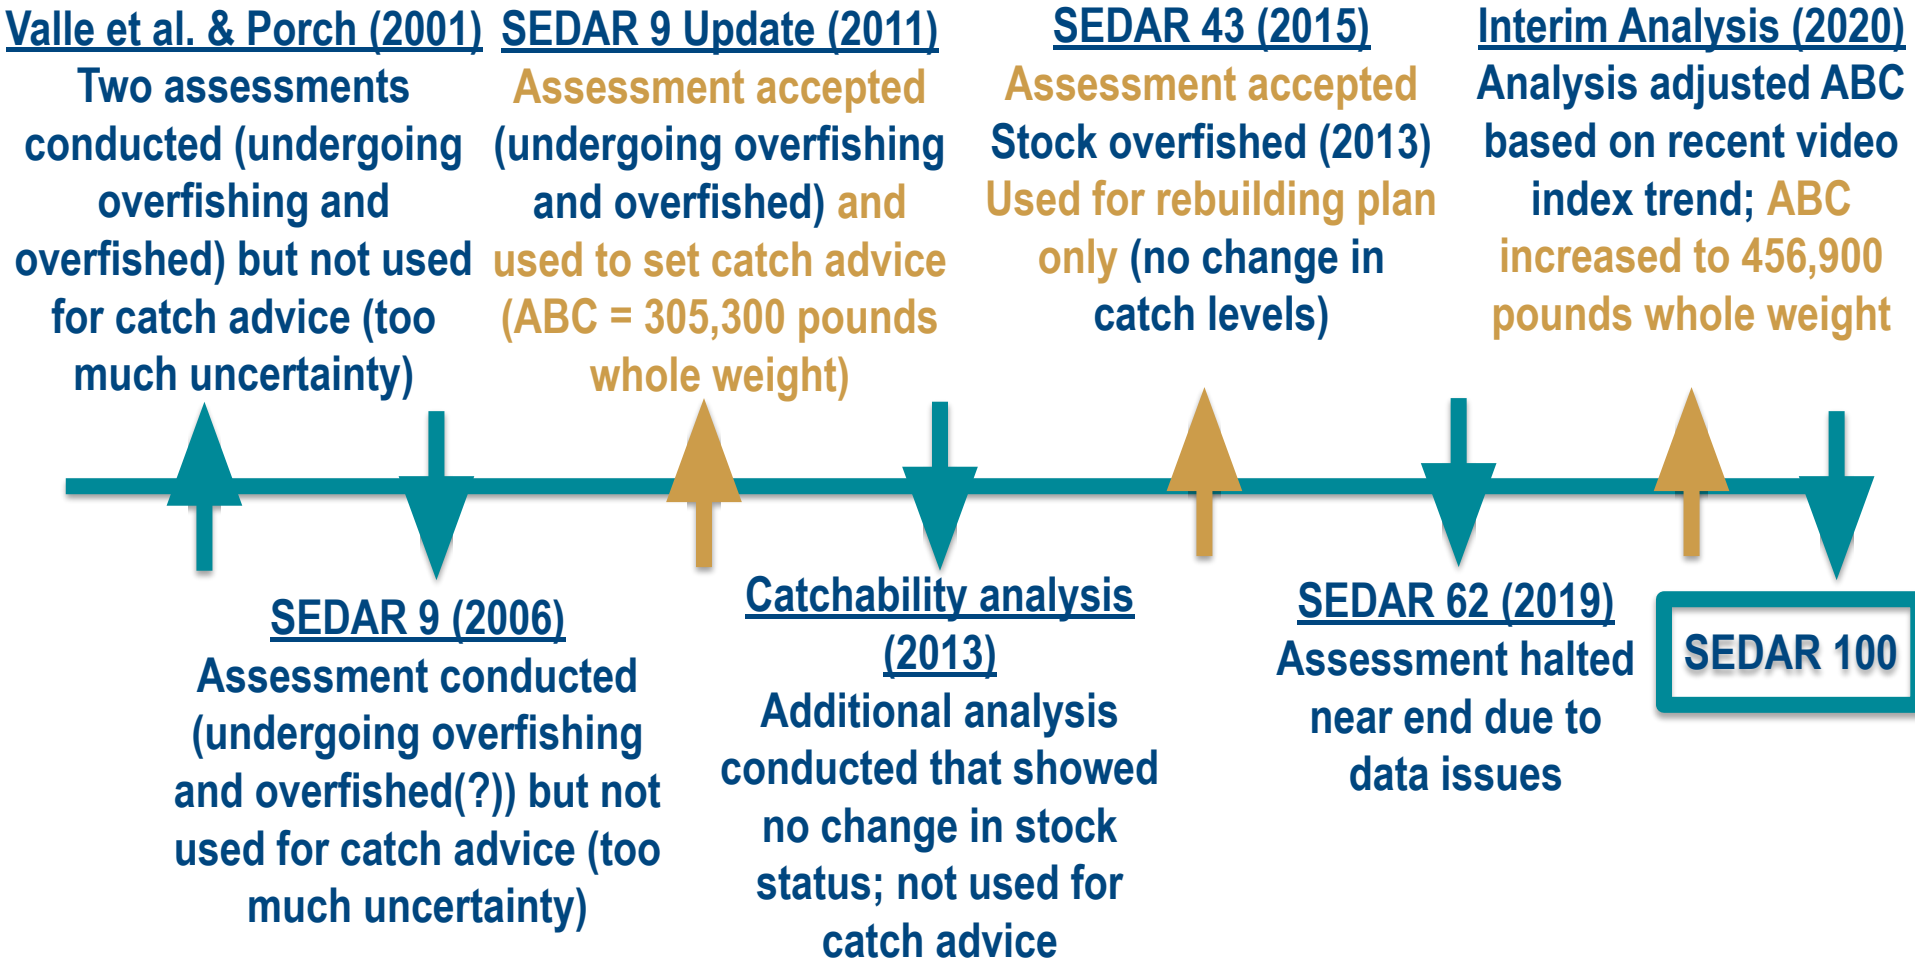 Valle et al. & Porch (2001)
Two assessments
conducted (undergoing
overfishing and
overfished) but not used
for catch advice (too
much uncertainty)
SEDAR 9 Update (2011)
Assessment accepted
(undergoing overfishing
and overfished) and
used to set catch advice
(ABC = 305,300 pounds
whole weight)
SEDAR 43 (2015)
Assessment accepted
Stock overfished (2013)
Used for rebuilding plan
only (no change in
catch levels)
Interim Analysis (2020)
Analysis adjusted ABC
based on recent video
index trend; ABC
increased to 456,900
pounds whole weight
SEDAR 9 (2006)
Assessment conducted
(undergoing overfishing
and overfished(?)) but not
used for catch advice (too
much uncertainty)
Catchability analysis
(2013)
Additional analysis
conducted that showed
no change in stock
status; not used for
catch advice
SEDAR 62 (2019)
Assessment halted
near end due to
data issues
SEDAR 100